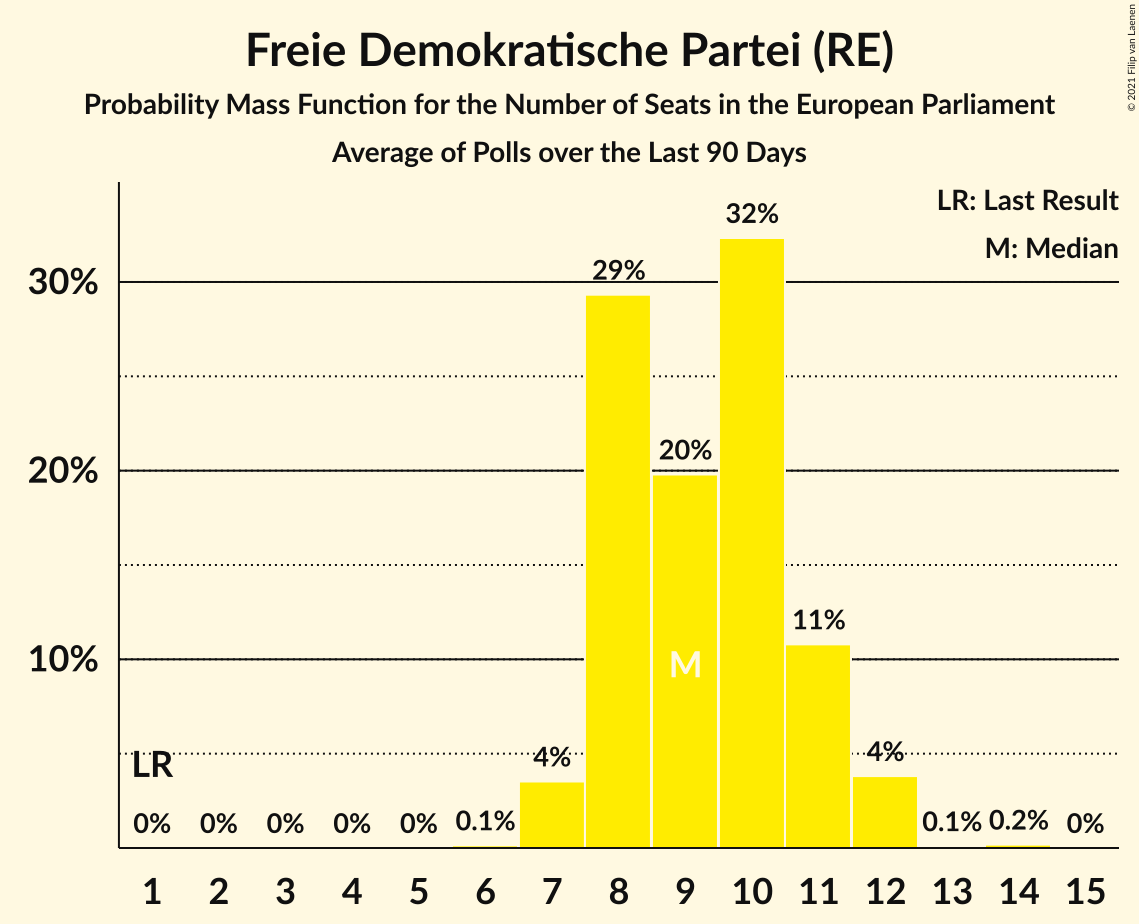 Freie Demokratische Partei (RE)
Probability Mass Function for the Number of Seats in the European Parliament
Average of Polls over the Last 90 Days
© 2021 Filip van Laenen
LR: Last Result
M: Median
32%
29%
30%
20%
20%
11%
10%
M
LR
4%
4%
0% 0% 0% 0% 0% 0.1% 0.1% 0.2% 0%
1 2 3 4 5 6 7 8 9 10 11 12 13 14 15